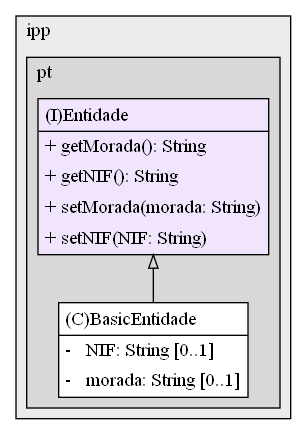 ipp
pt
(I)Entidade
+ getMorada(): String
+ getNIF(): String
+ setMorada(morada: String)
+ setNIF(NIF: String)
(C)BasicEntidade
- NIF: String [0..1]
- morada: String [0..1]